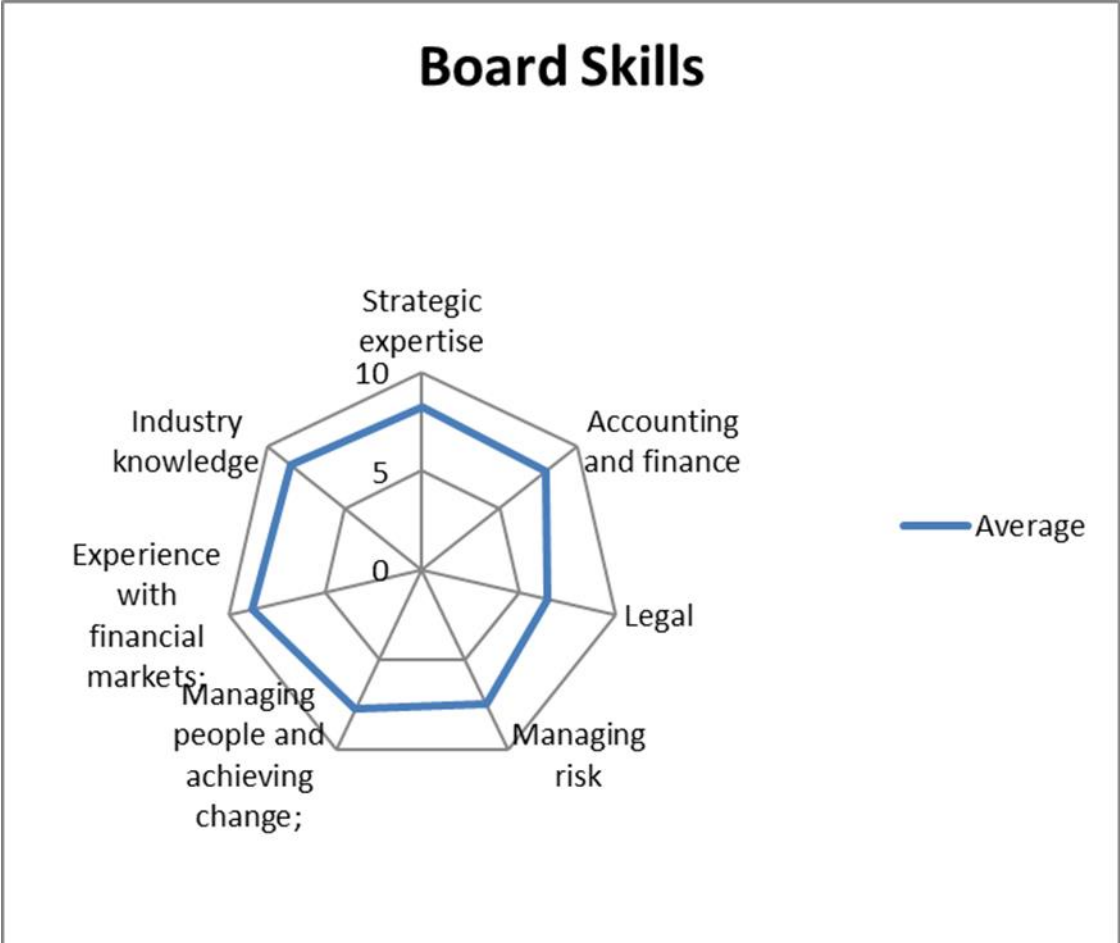 Board Skills
Strategic
expertise
10
5
0
Accounting
and finance
Legal
Managing
risk
Managing
people and
achieving
change;
Experience
with
financial
markets;
Industry
knowledge
Average